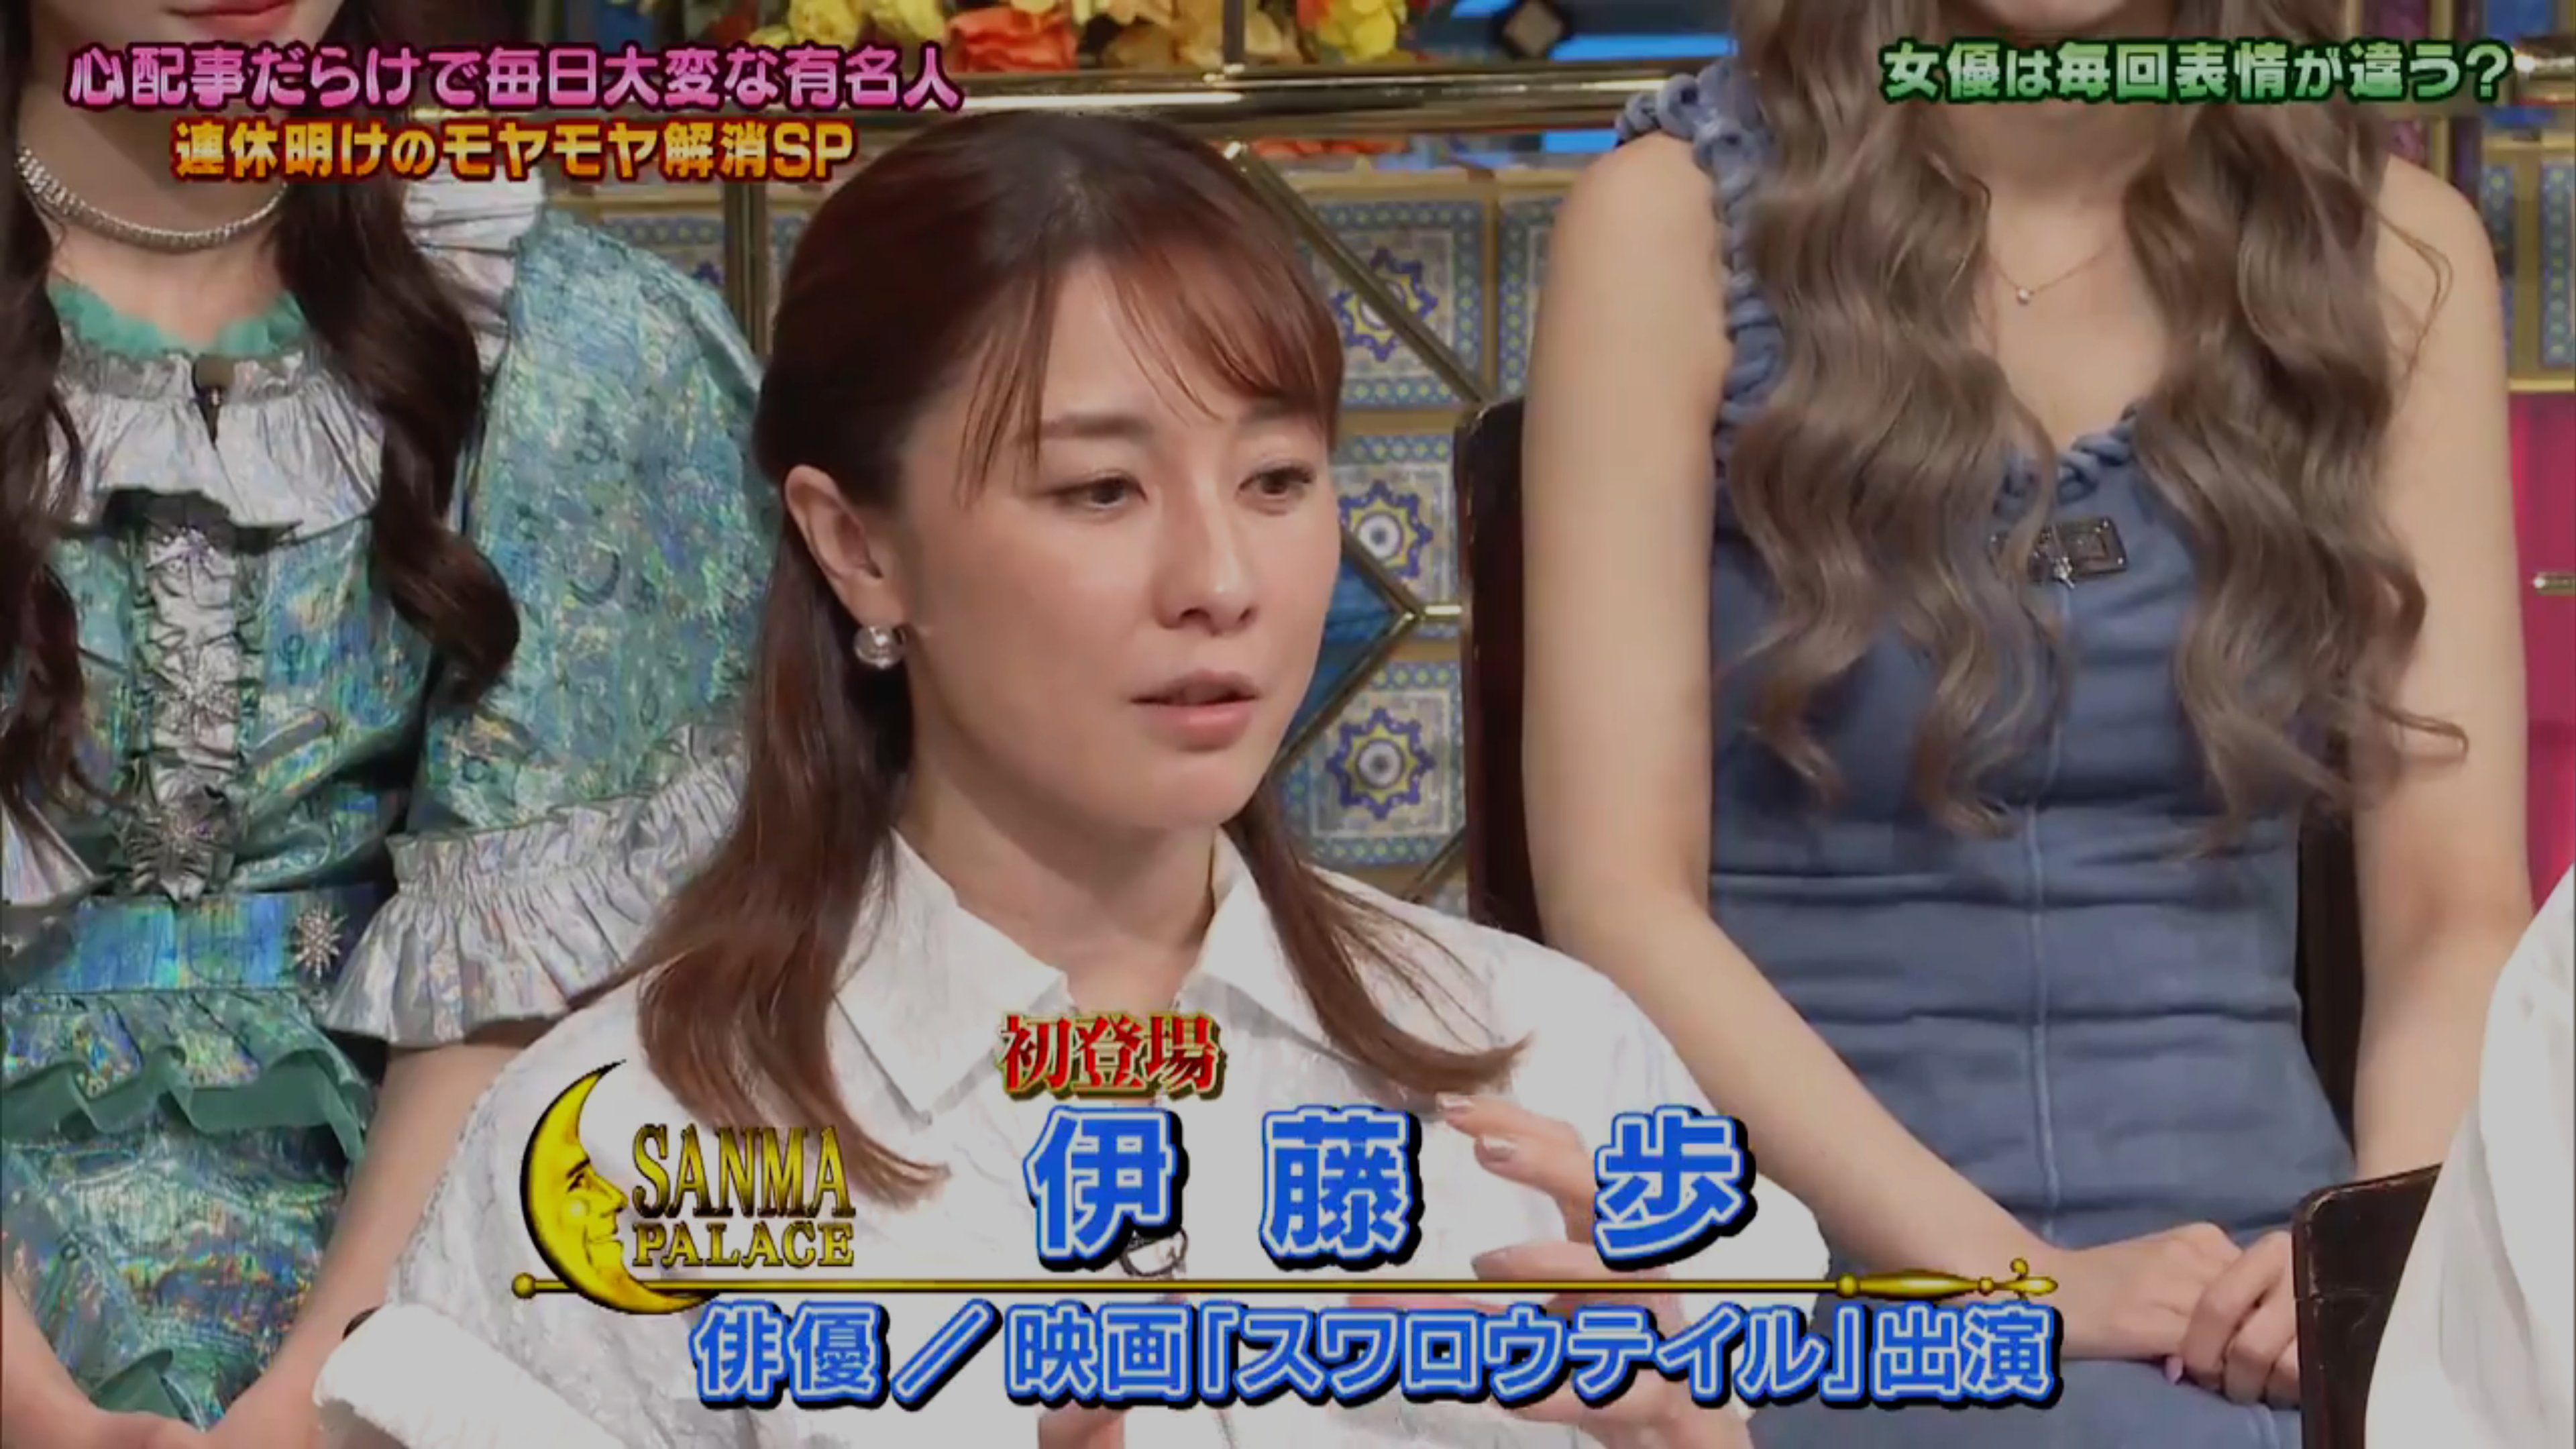 心配事だらけで毎日大変な有名人
連休明けのモヤモヤ解消SP
女優は毎回表情が違う?
初登場
SANMA
PALACE
伊藤 歩
俳優／映画「スワロウテイル」出演